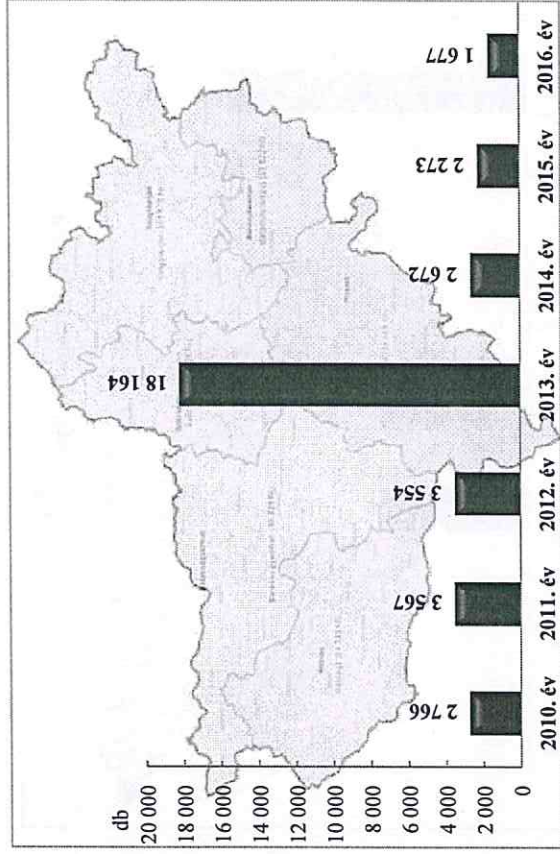 db
20 000
18 000
16 000
14 000
12 000
10 000
8 000
6 000
4 000
2 000
0
2 766
3 567
3 554
18 164
2 672
2 273
1 677
2010. év
2011. év
2012. év
2013. év
2014. év
2015. év
2016. év